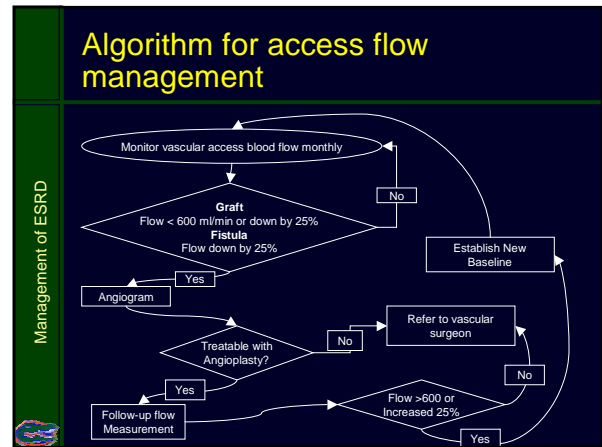 Algorithm for access flow
management
Management of ESRD
Monitor vascular access blood flow monthly
No
Graft
Flow < 600 ml/min or down by 25%
Fistula
Flow down by 25%
Establish New
Baseline
Yes
Angiogram
Refer to vascular
surgeon
No
Treatable with
Angioplasty?
No
Yes
Flow >600 or
Increased 25%
Follow-up flow
Measurement
Yes